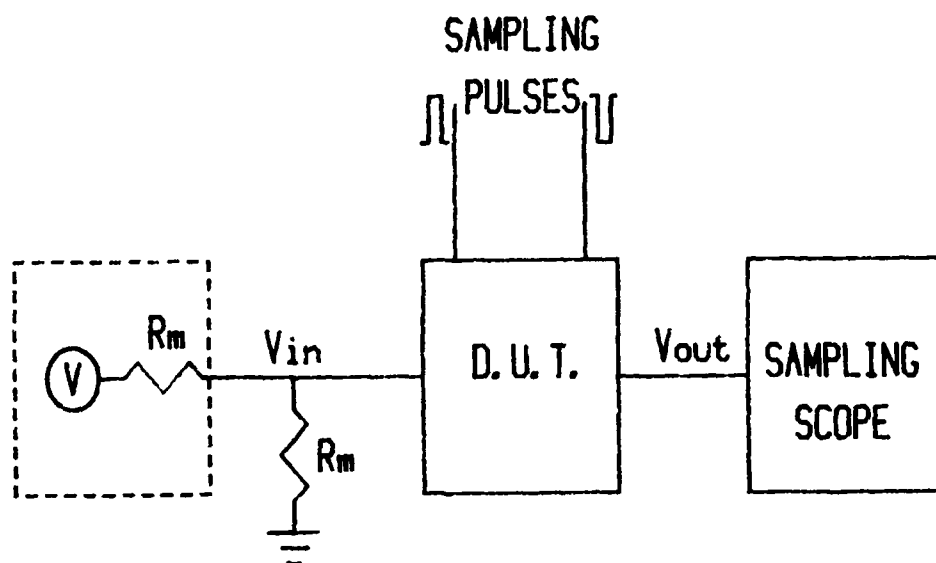 SAMPLING
PULSES
Rm
Vin
V
Rm
D.U.T.
Vout
SAMPLING
SCOPE